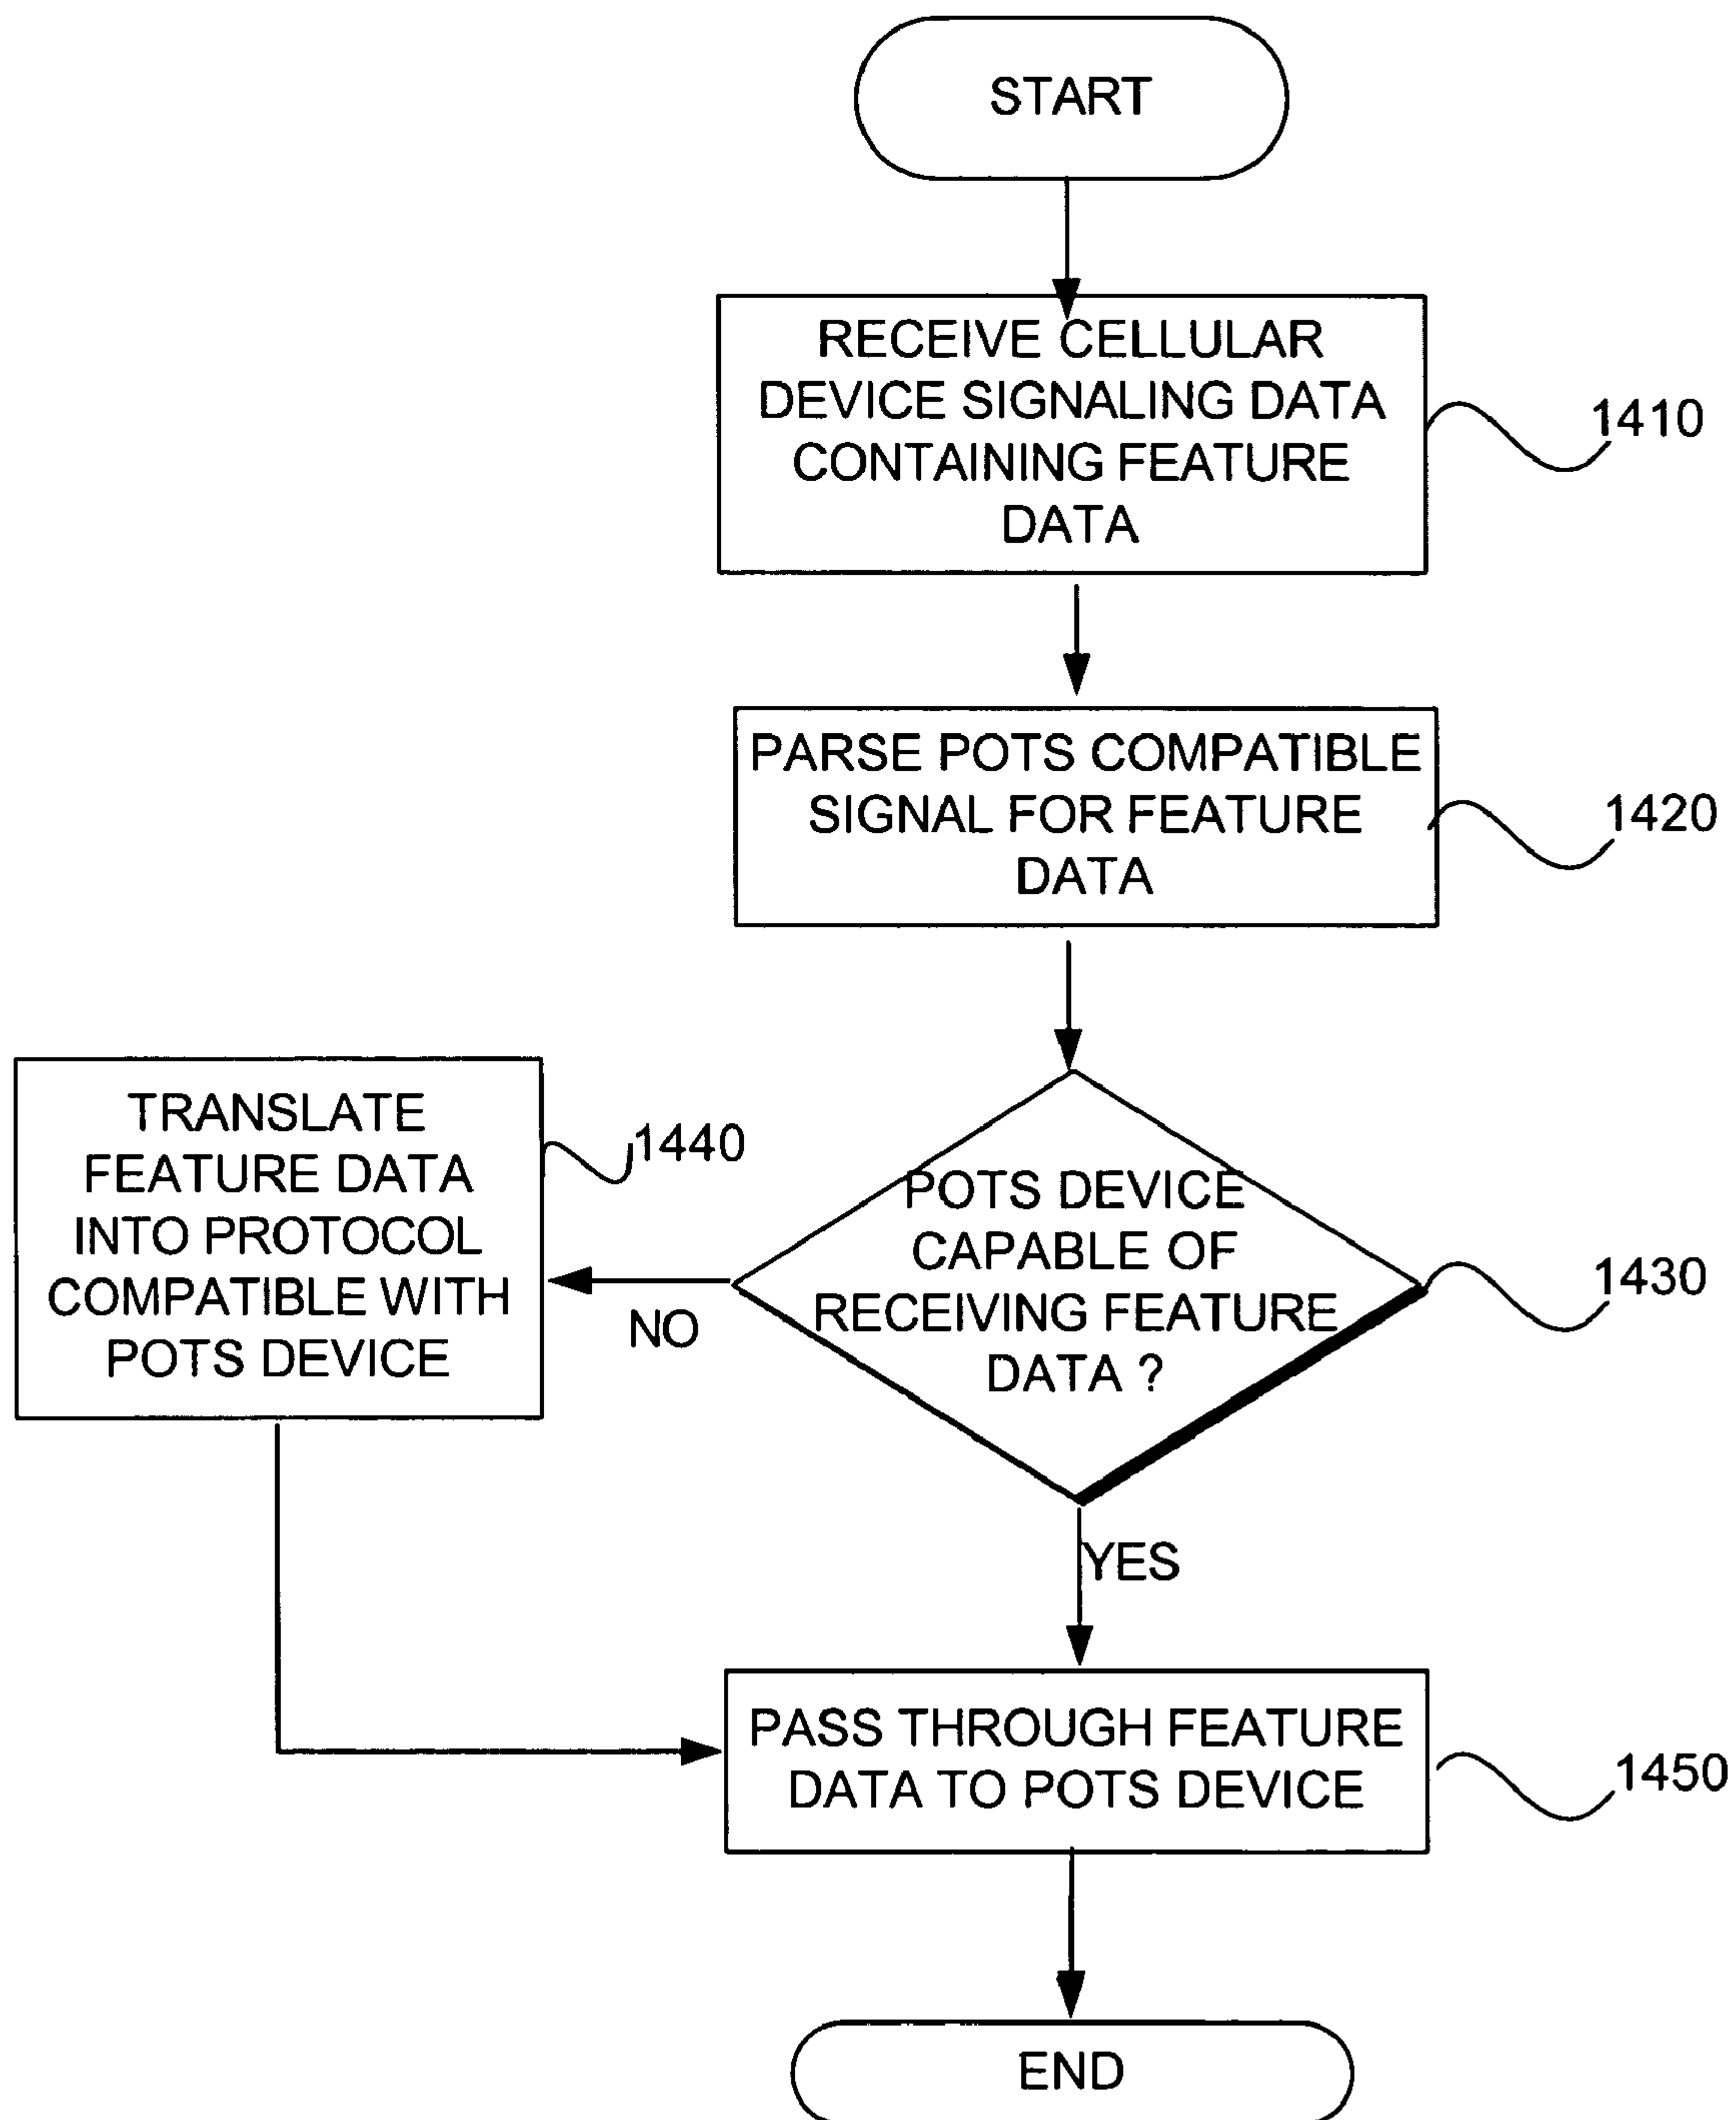 START
RECEIVE CELLULAR
DEVICE SIGNALING DATA
CONTAINING FEATURE
DATA
1410
PARSE POTS COMPATIBLE
SIGNAL FOR FEATURE
DATA
1420
TRANSLATE
FEATURE DATA
INTO PROTOCOL
COMPATIBLE WITH
POTS DEVICE
1440
NO
POTS DEVICE
CAPABLE OF
RECEIVING FEATURE
DATA ?
1430
YES
PASS THROUGH FEATURE
DATA TO POTS DEVICE
1450
END